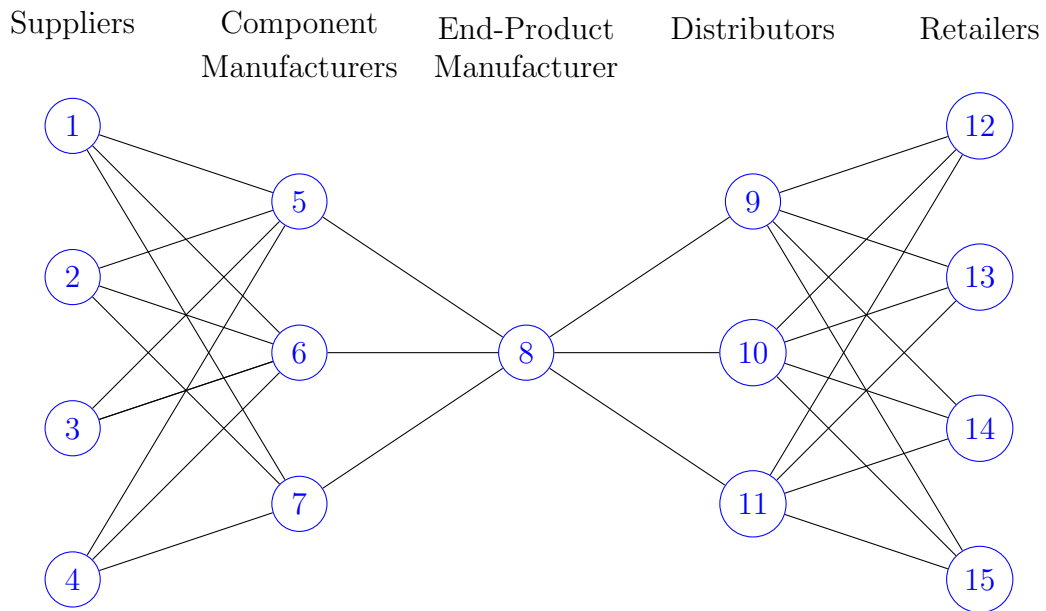 Suppliers
Component
Manufacturers
End-Product
Manufacturer
Distributors
Retailers
1
2
3
4
5
6
7
8
9
10
11
12
13
14
15